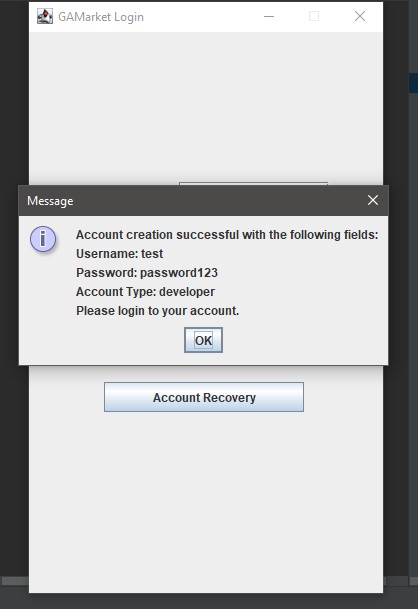 GAMarket Login
Message
Account creation successful with the following fields:
Username: test
Password: password123
Account Type: developer
Please login to your account.
OK
Account Recovery